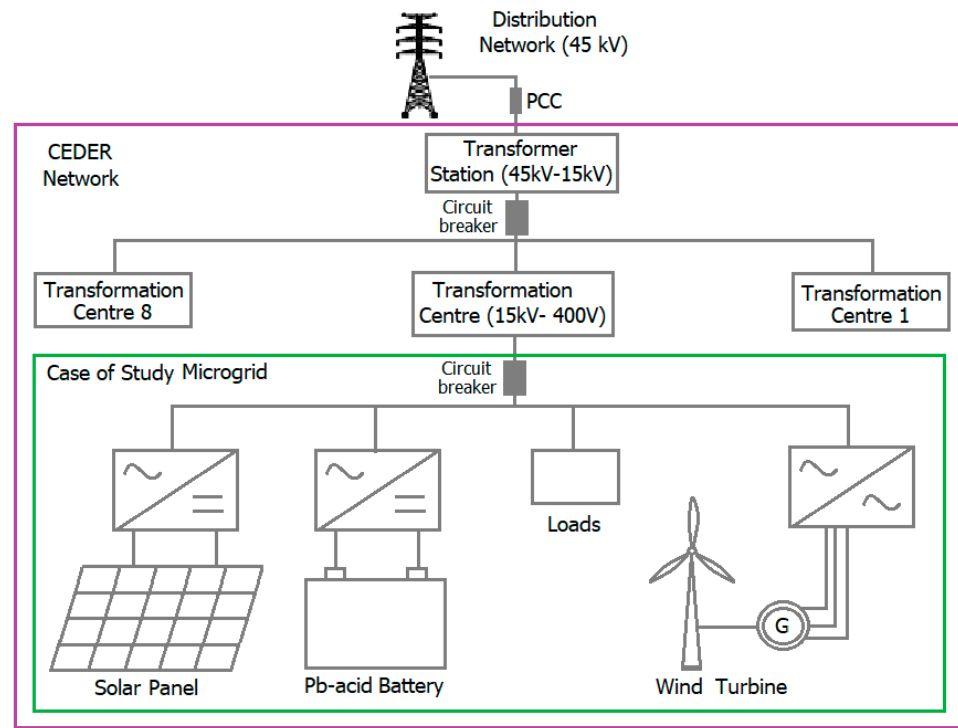 Distribution
Network (45 kV)
PCC
CEDER
Network
Transformer
Station (45kV-15kV)
Circuit
breaker
Transformation
Centre 8
Transformation
Centre (15kV- 400V)
Transformation
Centre 1
Case of Study Microgrid
Circuit
breaker
Loads
G
Solar Panel
Pb-acid Battery
Wind Turbine